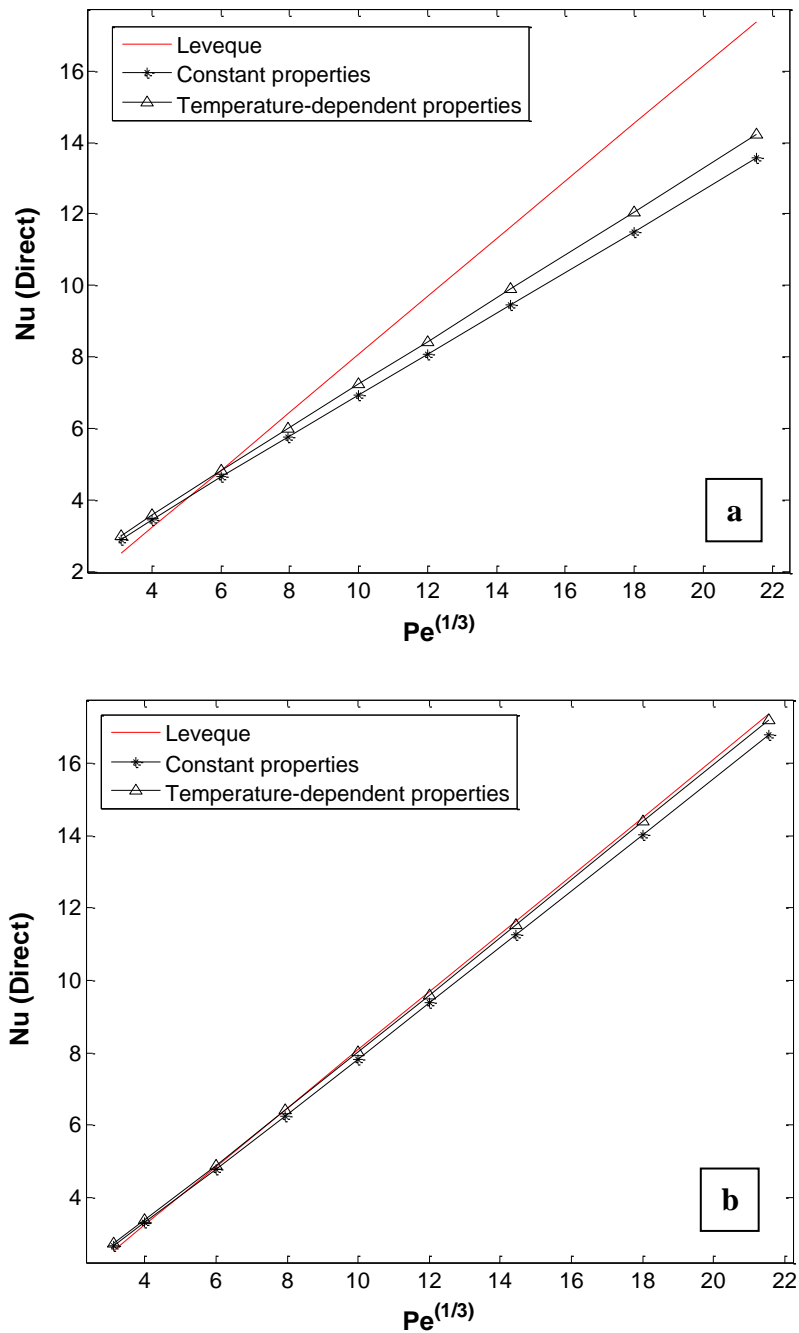 Leveque
Constant properties
Temperature-dependent properties
16
14
12
10
8
6
4
2
Nu (Direct)
a
4 6 8 10 12 14 16 18 20 22
Pe^(1/3)
Leveque
Constant properties
Temperature-dependent properties
16
14
12
10
8
6
4
Nu (Direct)
b
4 6 8 10 12 14 16 18 20 22
Pe^(1/3)